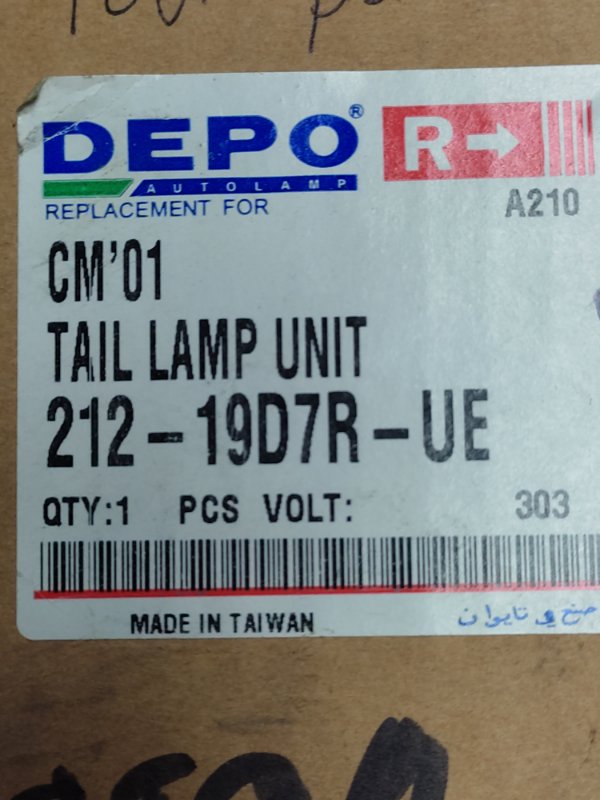 DEPO®
R
AUTOLAMP
REPLACEMENT FOR
A210
CM'01
TAIL LAMP UNIT
212-19D7R-UE
QTY:1 PCS VOLT: 303
MADE IN TAIWAN
صنع في تايوان